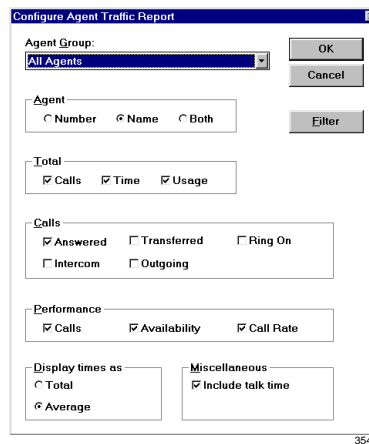 Configure Agent Traffic Report
Agent Group:
All Agents
OK
Cancel
Filter
Agent
Number Name Both
Total
Calls Time Usage
Calls
Answered Transferred Ring On
Intercom Outgoing
Performance
Calls Availability Call Rate
Display times as
Total
Average
Miscellaneous
Include talk time
354